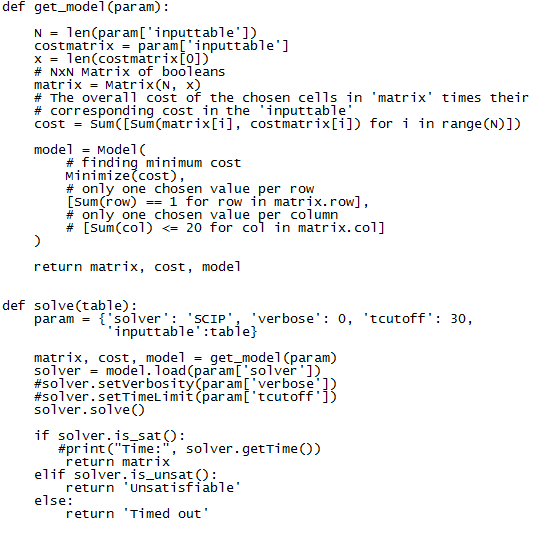 def get_model(param):
    N = len(param['inputtable'])
    costmatrix = param['inputtable']
    x = len(costmatrix[0])
    # NxN Matrix of booleans
    matrix = Matrix(N, x)
    # The overall cost of the chosen cells in 'matrix' times their
    # corresponding cost in the 'inputtable'
    cost = Sum([Sum(matrix[i], costmatrix[i]) for i in range(N)])
    model = Model(
        # finding minimum cost
        Minimize(cost),
        # only one chosen value per row
        [Sum(row) == 1 for row in matrix.row],
        # only one chosen value per column
        # [Sum(col) <= 20 for col in matrix.col]
    )
    return matrix, cost, model
def solve(table):
    param = {'solver': 'SCIP', 'verbose': 0, 'tcutoff': 30,
             'inputtable':table}
    matrix, cost, model = get_model(param)
    solver = model.load(param['solver'])
    #solver.setVerbosity(param['verbose'])
    #solver.setTimeLimit(param['tcutoff'])
    solver.solve()
    if solver.is_sat():
       #print("Time:", solver.getTime())
        return matrix
    elif solver.is_unsat():
        return 'Unsatisfiable'
    else:
        return 'Timed out'